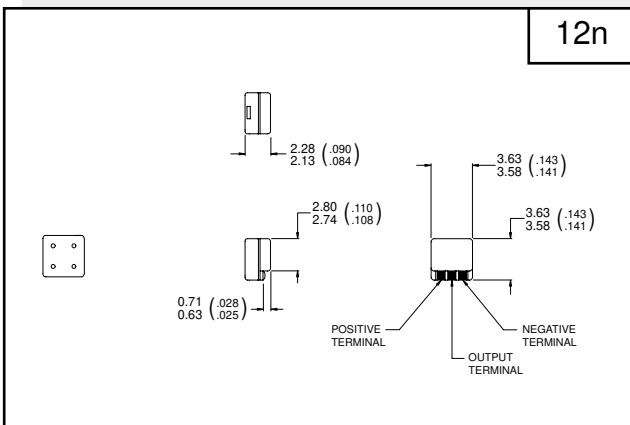 12n
2.28 (.090
2.13 .084)
3.63 (.143
3.58 .141)
2.80 (.110
2.74 .108)
3.63 (.143
3.58 .141)
0.71 (.028
0.63 .025)
POSITIVE
TERMINAL
NEGATIVE
TERMINAL
OUTPUT
TERMINAL